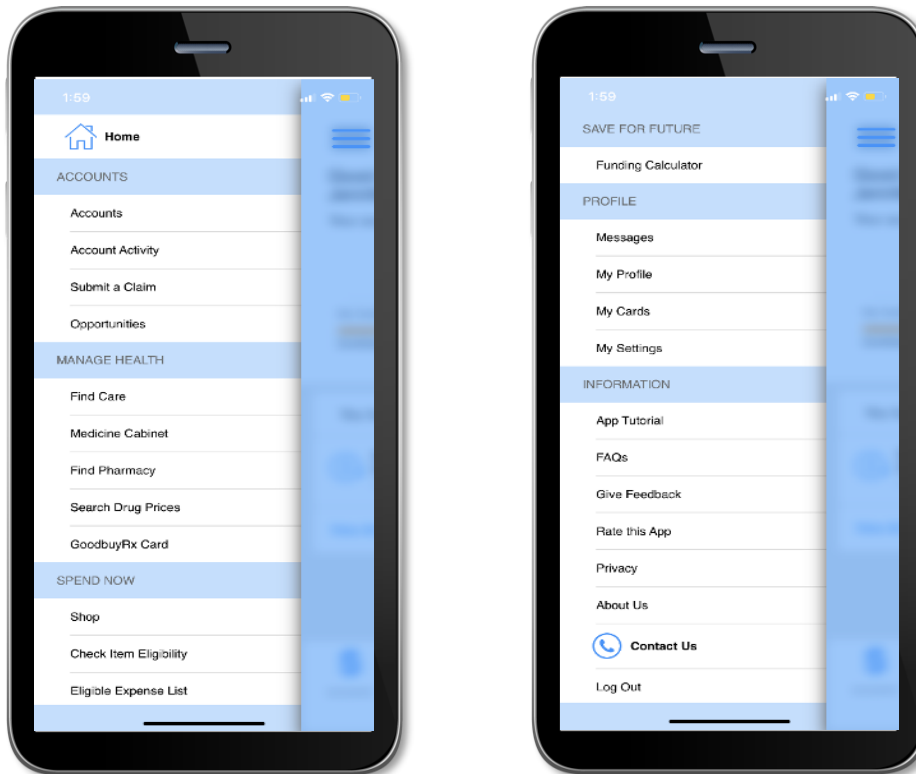 1:59
Home
ACCOUNTS
Accounts
Account Activity
Submit a Claim
Opportunities
MANAGE HEALTH
Find Care
Medicine Cabinet
Find Pharmacy
Search Drug Prices
GoodbuyRx Card
SPEND NOW
Shop
Check Item Eligibility
Eligible Expense List
1:59
SAVE FOR FUTURE
Funding Calculator
PROFILE
Messages
My Profile
My Cards
My Settings
INFORMATION
App Tutorial
FAQs
Give Feedback
Rate this App
Privacy
About Us
Contact Us
Log Out